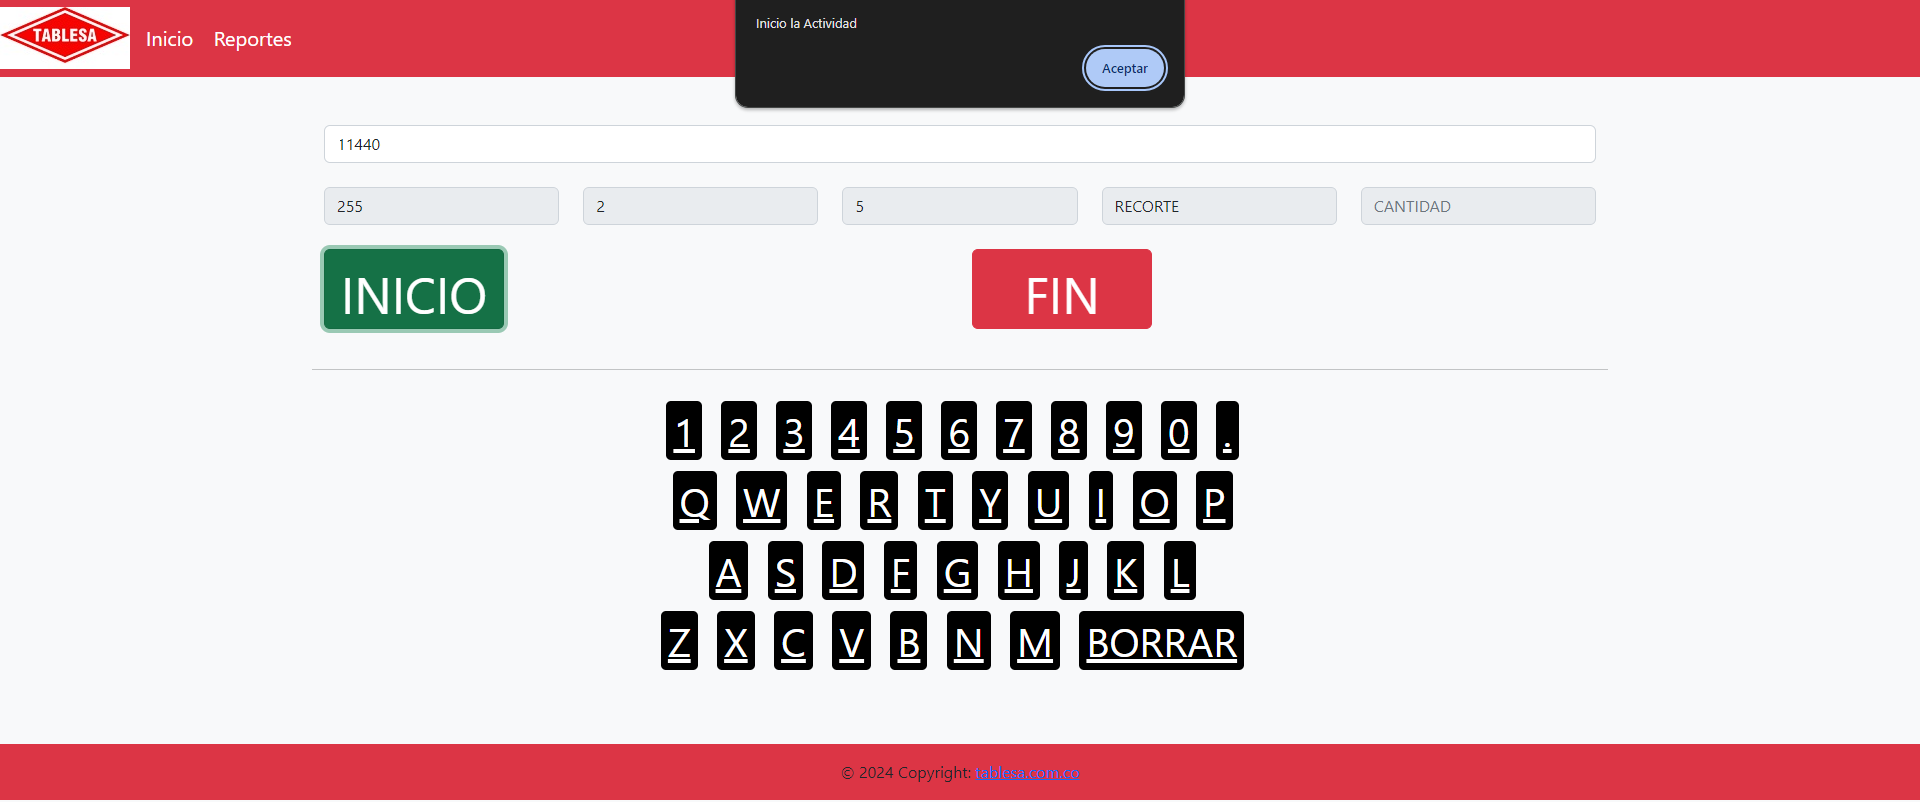 TABLESA
Inicio Reportes
Inicio la Actividad
Aceptar
11440
255 2 5 RECORTE CANTIDAD
INICIO FIN
1 2 3 4 5 6 7 8 9 0 .
Q W E R T Y U I O P
A S D F G H J K L
Z X C V B N M BORRAR
© 2024 Copyright: tablesa.com.co